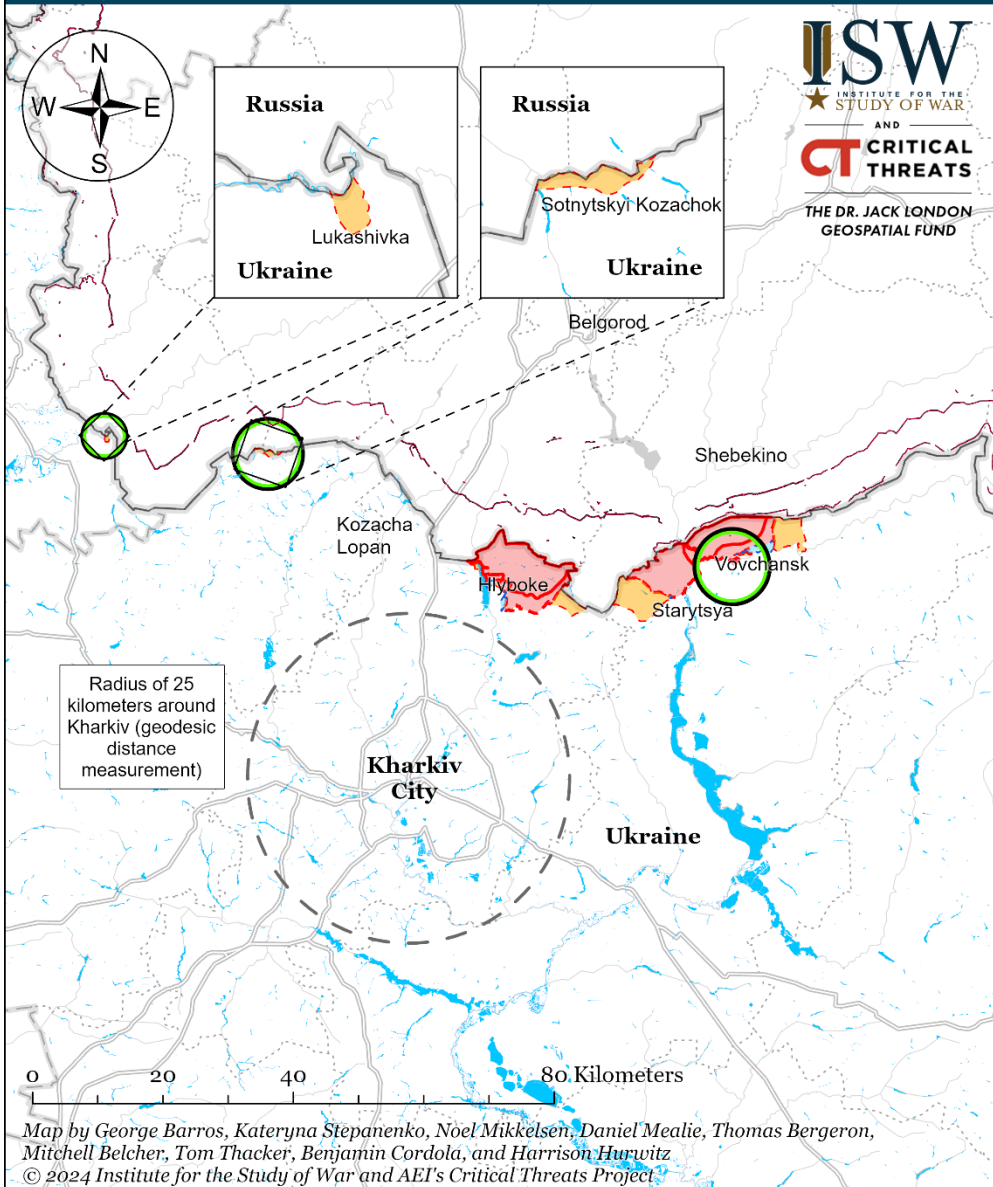 N
W E
S
Russia
Lukashivka
Ukraine
Russia
Sotnytskyi Kozachok
Ukraine
ISW
INSTITUTE FOR THE
STUDY OF WAR
AND
CT CRITICAL
THREATS
THE DR. JACK LONDON
GEOSPATIAL FUND
Belgorod
Shebekino
Kozacha
Lopan
Hlyboke
Vovchansk
Starytsya
Radius of 25
kilometers around
Kharkiv (geodesic
distance
measurement)
Kharkiv
City
Ukraine
0 20 40 80 Kilometers
Map by George Barros, Kateryna Stepanenko, Noel Mikkelsen, Daniel Mealie, Thomas Bergeron,
Mitchell Belcher, Tom Thacker, Benjamin Cordola, and Harrison Hurwitz
© 2024 Institute for the Study of War and AEI's Critical Threats Project